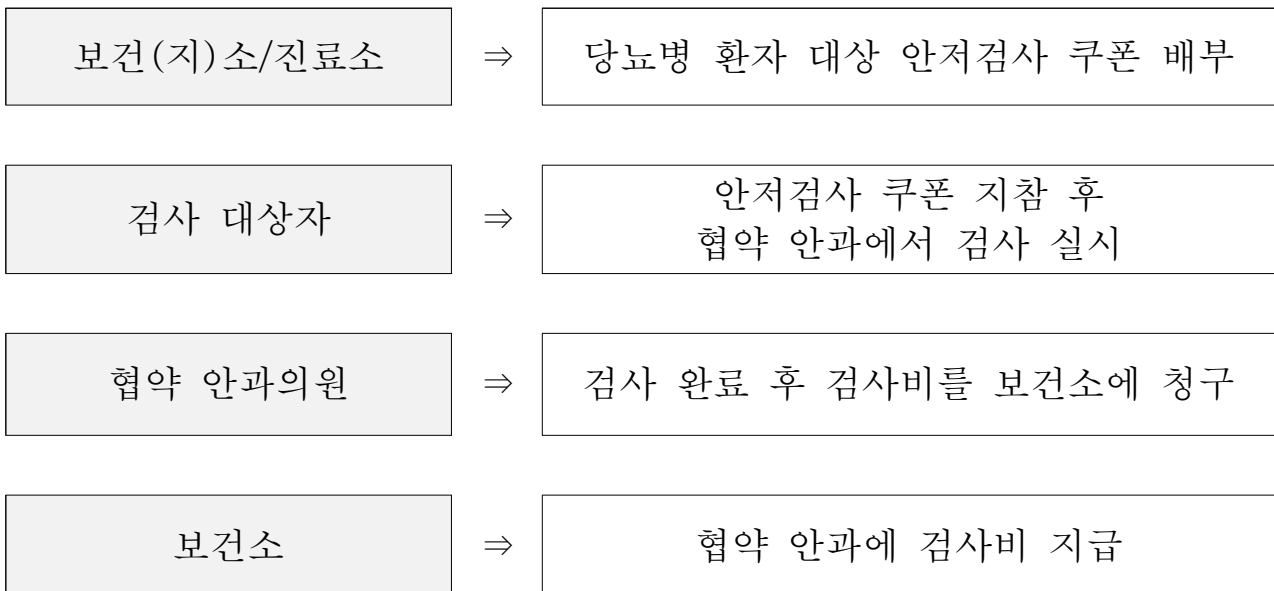 보건(지)소/진료소 ⇒ 당뇨병 환자 대상 안저검사 쿠폰 배부
검사 대상자 ⇒ 안저검사 쿠폰 지참 후
협약 안과에서 검사 실시
협약 안과의원 ⇒ 검사 완료 후 검사비를 보건소에 청구
보건소 ⇒ 협약 안과에 검사비 지급